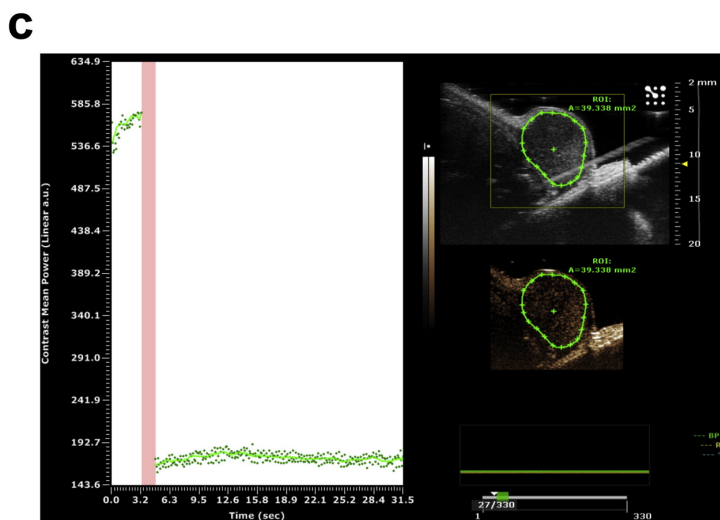 C
634.9
585.8
536.6
487.5
438.4
389.2
340.1
291.0
241.8
192.7
143.6
Contrast Mean Power (Linear a.u.)
0.0 3.2 6.3 9.5 12.6 15.8 18.9 22.1 25.2 28.4 31.5
Time (sec)
ROI:
A=39.338 mm2
2 mm
5
10
15
20
ROI:
A=39.338 mm2
BP
R
27/330
1 330